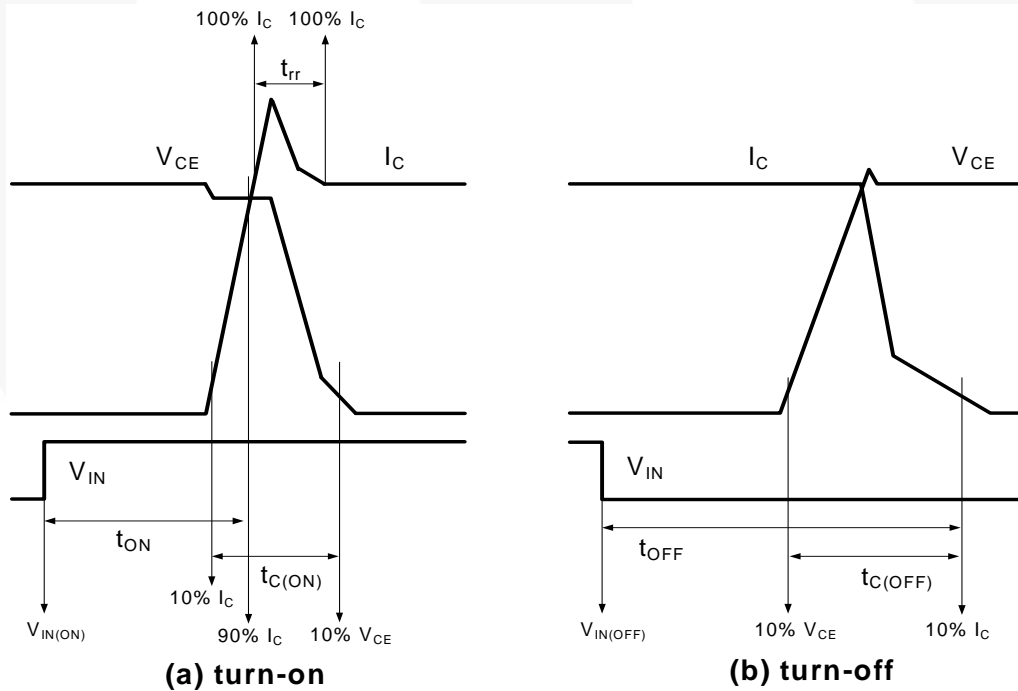 100% I_C 100% I_C
t_rr
V_CE I_C
I_C V_CE
V_IN
V_IN
t_ON
t_OFF
t_C(ON)
t_C(OFF)
10% I_C
V_IN(ON)
90% I_C
10% V_CE
V_IN(OFF)
10% V_CE
10% I_C
(a) turn-on
(b) turn-off